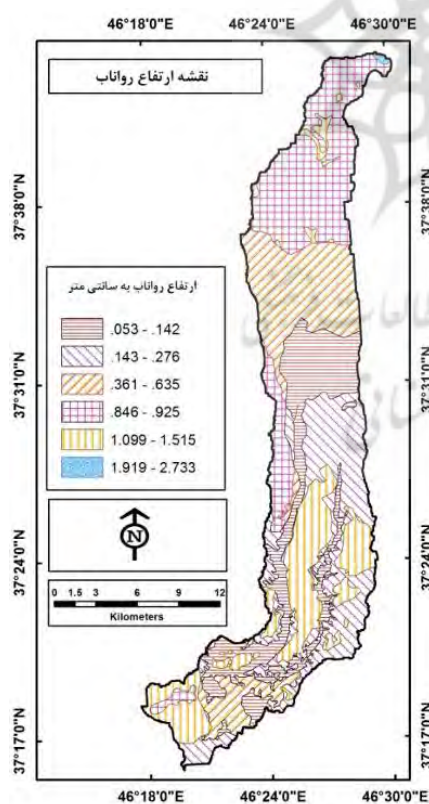 46°18'0"E 46°24'0"E 46°30'0"E
نقشه ارتفاع رواناب
37°38'0"N 37°38'0"N
ارتفاع رواناب به سانتی متر
.053 - .142
.143 - .276
.361 - .635
.846 - .925
1.099 - 1.515
1.919 - 2.733
37°31'0"N 37°31'0"N
N
37°24'0"N 37°24'0"N
0 1.5 3 6 9 12
Kilometers
37°17'0"N 37°17'0"N
46°18'0"E 46°24'0"E 46°30'0"E